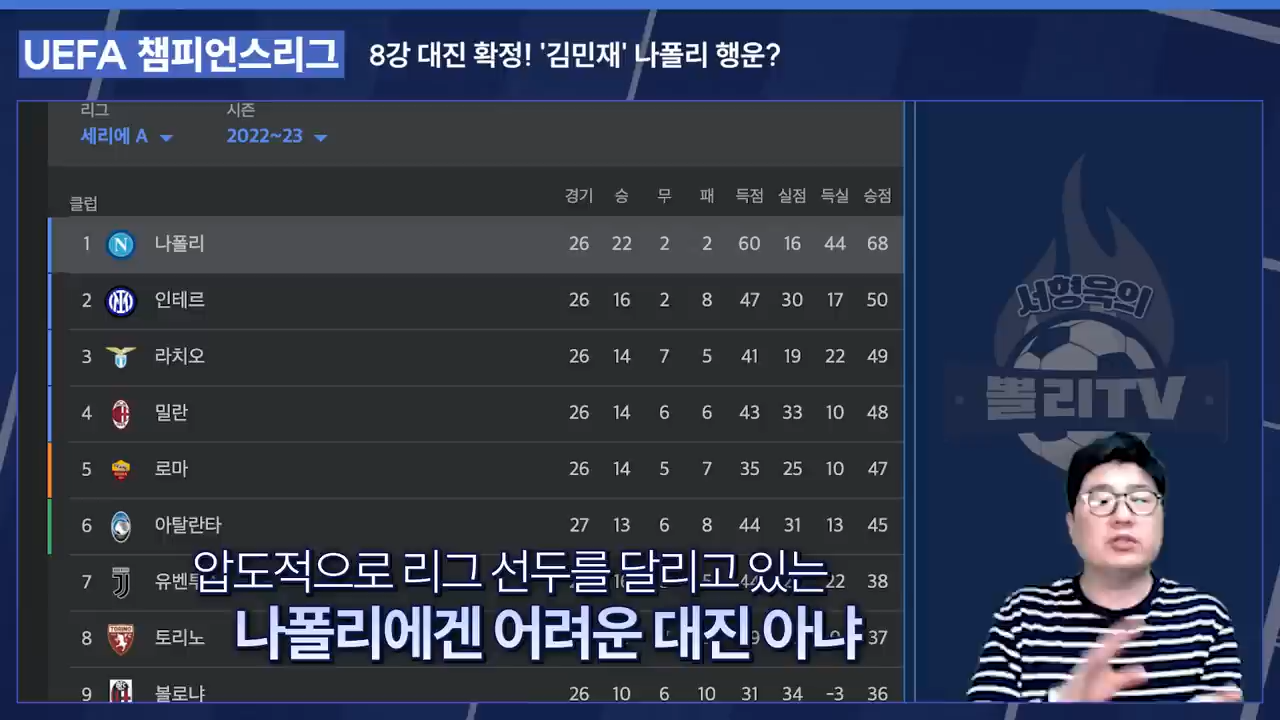 UEFA 챔피언스리그
8강 대진 확정! '김민재' 나폴리 행운?
리그 시즌
세리에 A 2022~23
클럽 경기 승 무 패 득점 실점 득실 승점
1 N 나폴리 26 22 2 2 60 16 44 68
2 인테르 26 16 2 8 47 30 17 50
3 라치오 26 14 7 5 41 19 22 49
4 밀란 26 14 6 6 43 33 10 48
5 로마 26 14 5 7 35 25 10 47
6 아탈란타 27 13 6 8 44 31 13 45
7 유벤투 22 38
8 토리노 37
9 볼로냐 26 10 6 10 31 34 -3 36
압도적으로 리그 선두를 달리고 있는
나폴리에겐 어려운 대진 아냐
서형욱의
뽈리TV